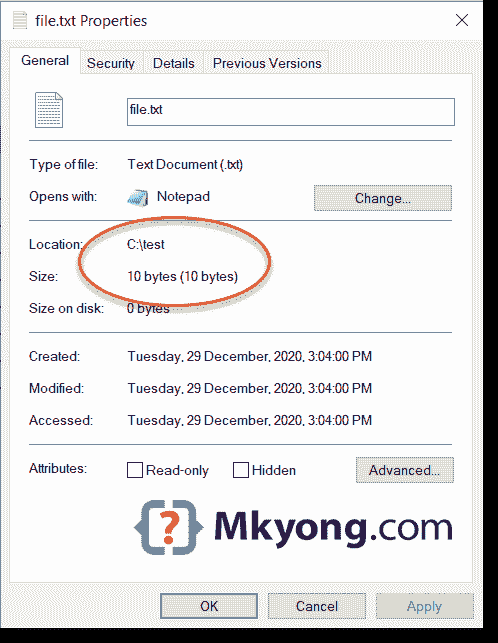 file.txt Properties
General Security Details Previous Versions
file.txt
Type of file: Text Document (.txt)
Opens with: Notepad Change...
Location: C:\test
Size: 10 bytes (10 bytes)
Size on disk: 0 bytes
Created: Tuesday, 29 December, 2020, 3:04:00 PM
Modified: Tuesday, 29 December, 2020, 3:04:00 PM
Accessed: Tuesday, 29 December, 2020, 3:04:00 PM
Attributes: Read-only Hidden Advanced...
{?} Mkyong.com
OK Cancel Apply